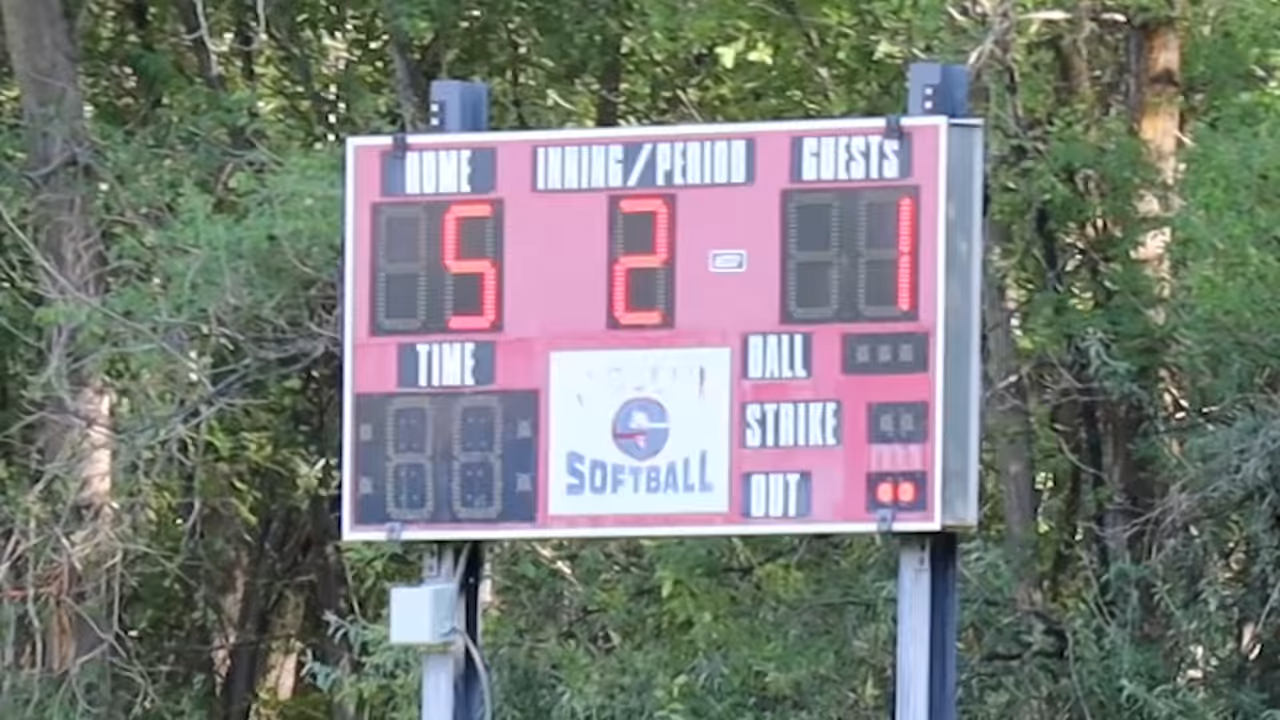 HOME INNING/PERIOD GUESTS
5 2 1
TIME
BALL
STRIKE
OUT
SOFTBALL